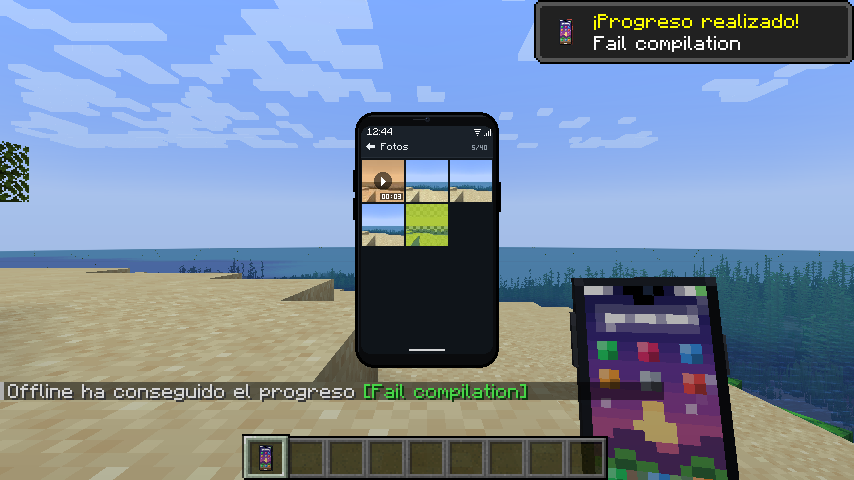 ¡Progreso realizado!
Fail compilation
12:44
Fotos
5/40
00:03
Offline ha conseguido el progreso [Fail compilation]